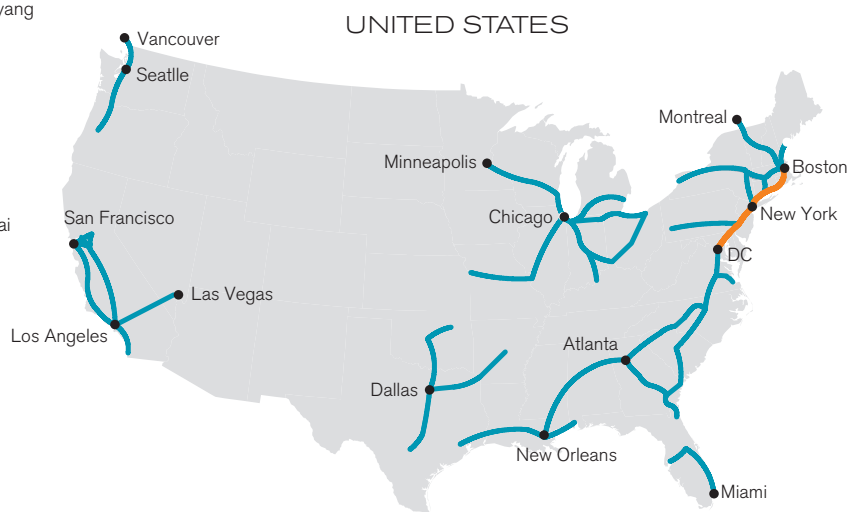 yang
UNITED STATES
Vancouver
Seatlle
Montreal
Minneapolis
Boston
Chicago
New York
San Francisco
ai
DC
Las Vegas
Los Angeles
Atlanta
Dallas
New Orleans
Miami